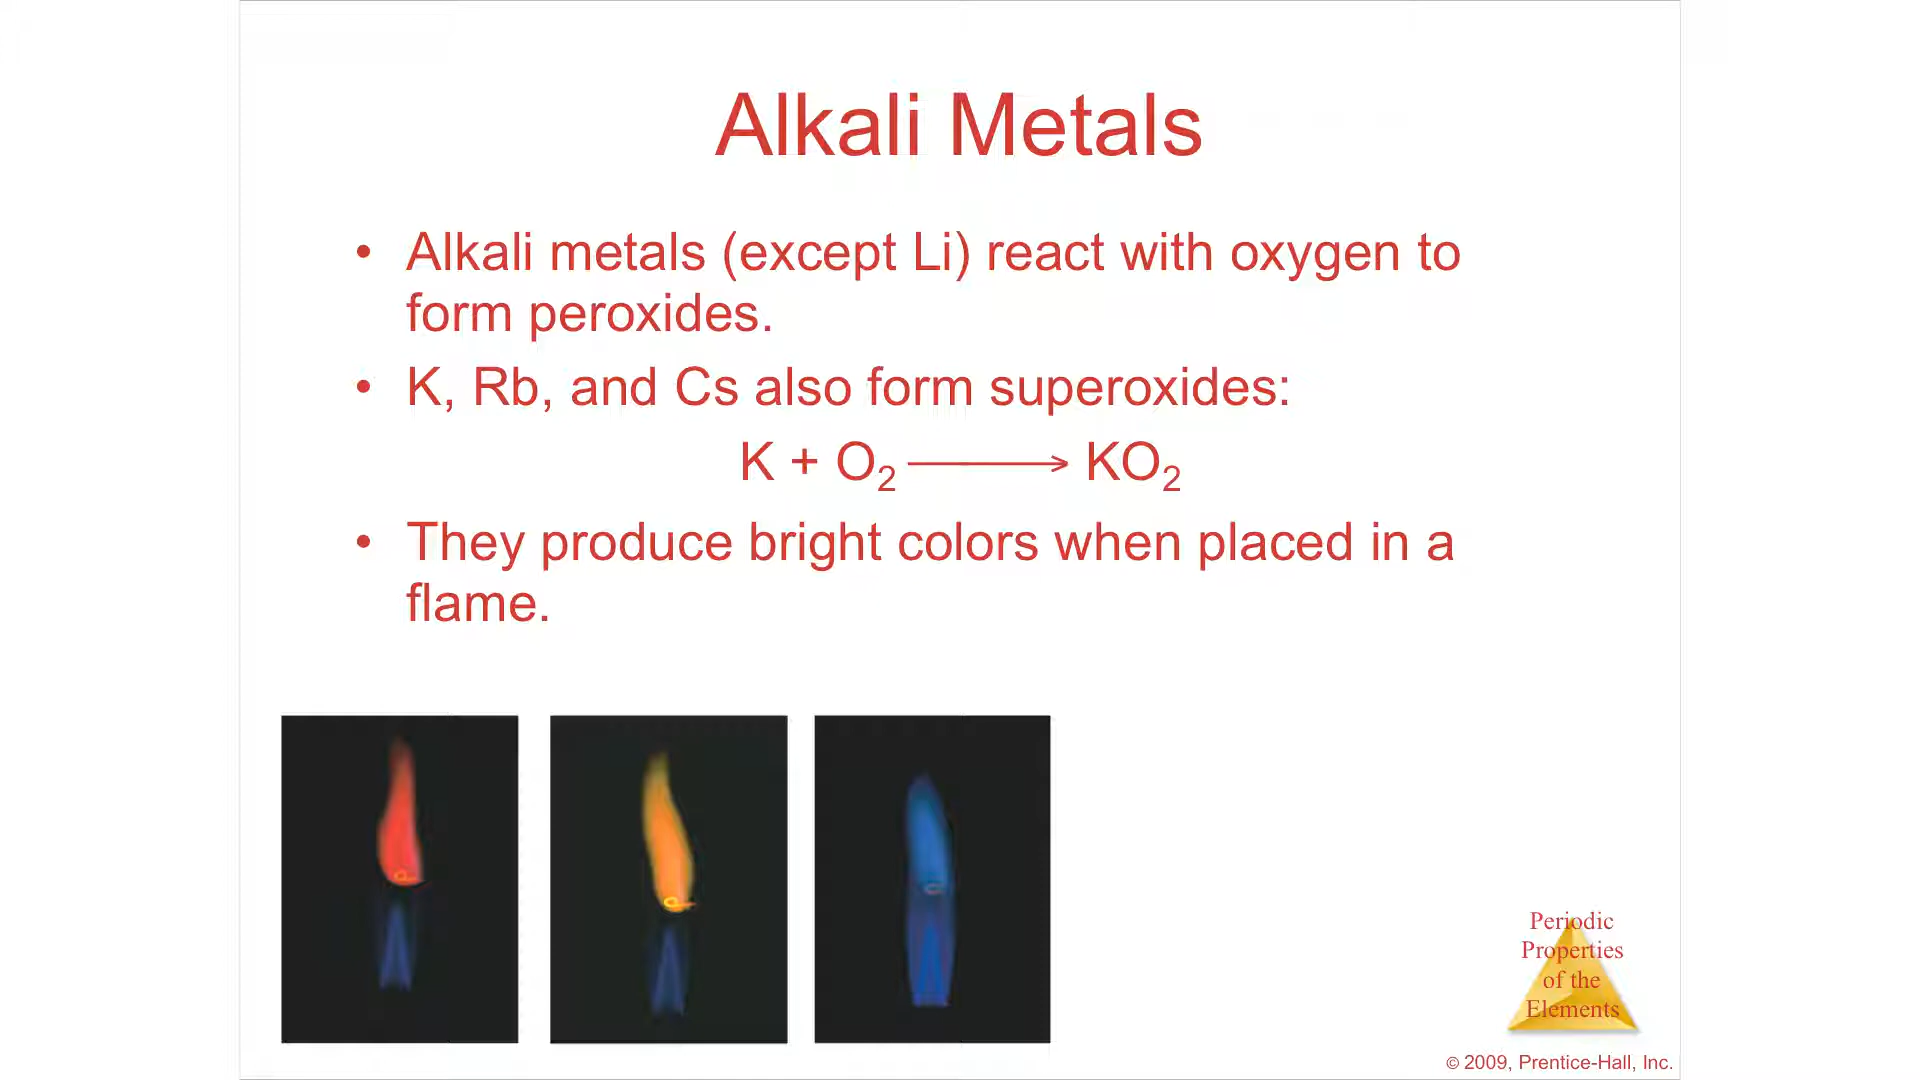 Alkali Metals
• Alkali metals (except Li) react with oxygen to
form peroxides.
• K, Rb, and Cs also form superoxides:
K + O₂ ⟶ KO₂
• They produce bright colors when placed in a
flame.
Periodic
Properties
of the
Elements
© 2009, Prentice-Hall, Inc.